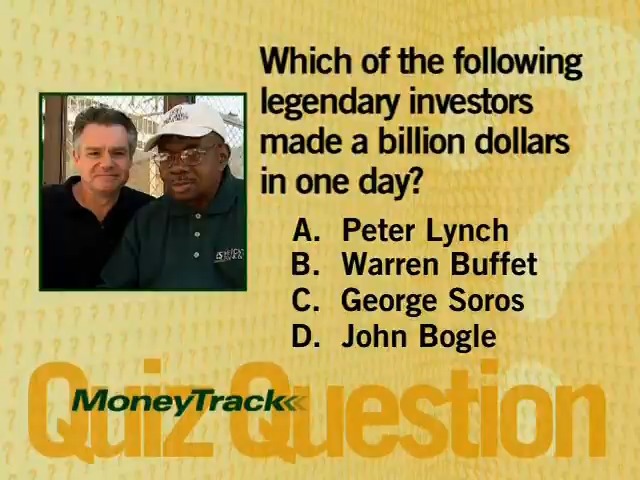 Which of the following
legendary investors
made a billion dollars
in one day?
A. Peter Lynch
B. Warren Buffet
C. George Soros
D. John Bogle
Quiz Question
MoneyTrack